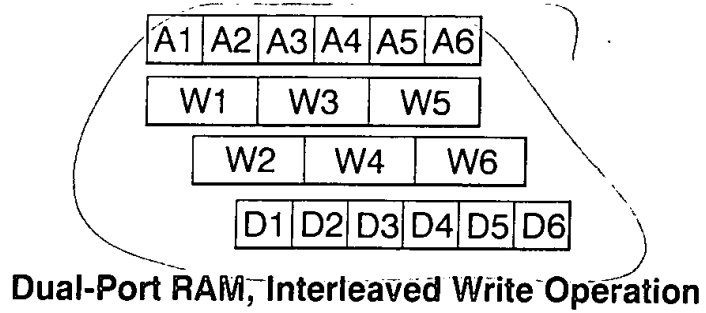 A1 A2 A3 A4 A5 A6
W1 W3 W5
W2 W4 W6
D1 D2 D3 D4 D5 D6
Dual-Port RAM, Interleaved Write Operation